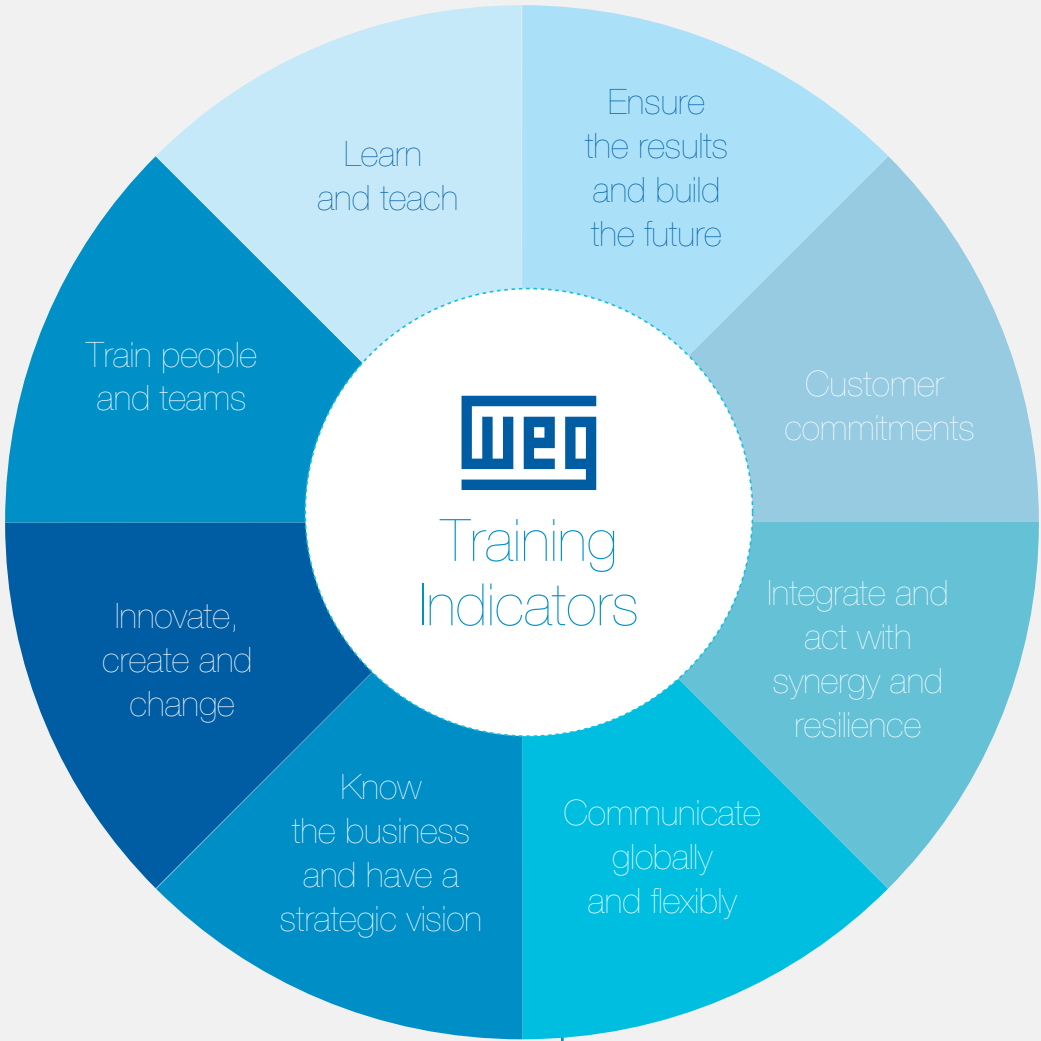 Ensure
the results
and build
the future
Customer
commitments
Integrate and
act with
synergy and
resilience
Communicate
globally
and flexibly
Know
the business
and have a
strategic vision
Innovate,
create and
change
Train people
and teams
Learn
and teach
weg
Training
Indicators